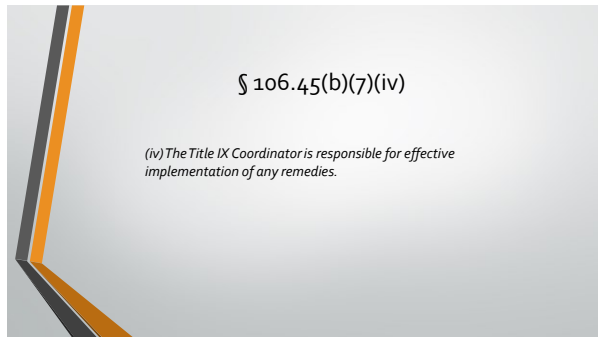 § 106.45(b)(7)(iv)
(iv) The Title IX Coordinator is responsible for effective
implementation of any remedies.